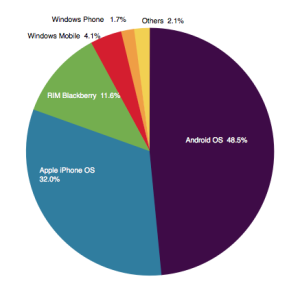 Windows Phone 1.7%
Others 2.1%
Windows Mobile 4.1%
RIM Blackberry 11.6%
Android OS 48.5%
Apple iPhone OS
32.0%